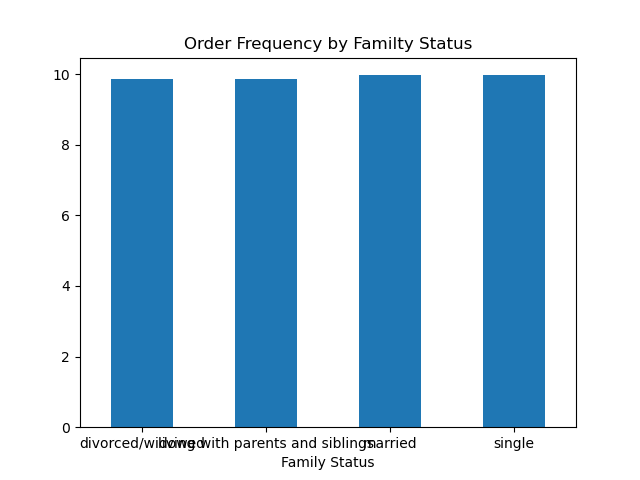 Order Frequency by Familty Status
10
8
6
4
2
0
divorced/widowed living with parents and siblings married single
Family Status